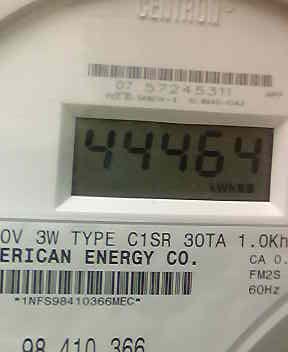 CENTRON
07 57245311
44464
0V 3W TYPE C1SR 30TA 1.0Kh
ERICAN ENERGY CO.
CA 0.
FM2S
60Hz
"1NFS98410366MEC"
98 410 366